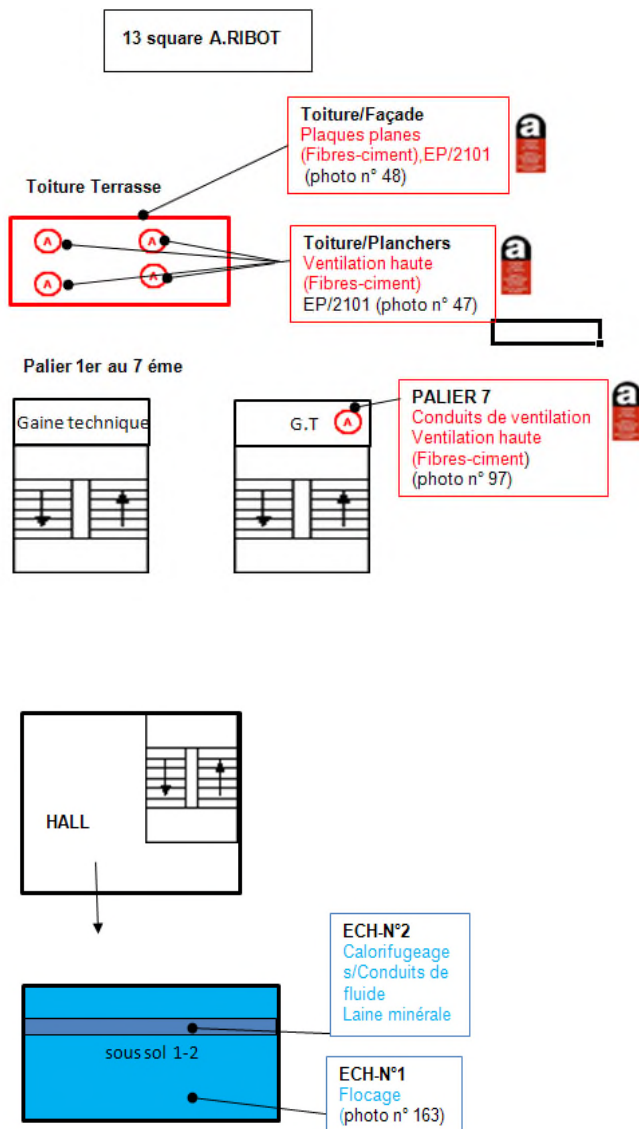 13 square A.RIBOT
Toiture/Façade
Plaques planes
(Fibres-ciment),EP/2101
(photo n° 48)
a
Toiture Terrasse
A
A
A
A
Toiture/Planchers
Ventilation haute
(Fibres-ciment)
EP/2101 (photo n° 47)
a
Palier 1er au 7 éme
Gaine technique
G.T
A
PALIER 7
Conduits de ventilation
Ventilation haute
(Fibres-ciment)
(photo n° 97)
a
HALL
ECH-N°2
Calorifugeage
s/Conduits de
fluide
Laine minérale
sous sol 1-2
ECH-N°1
Flocage
(photo n° 163)